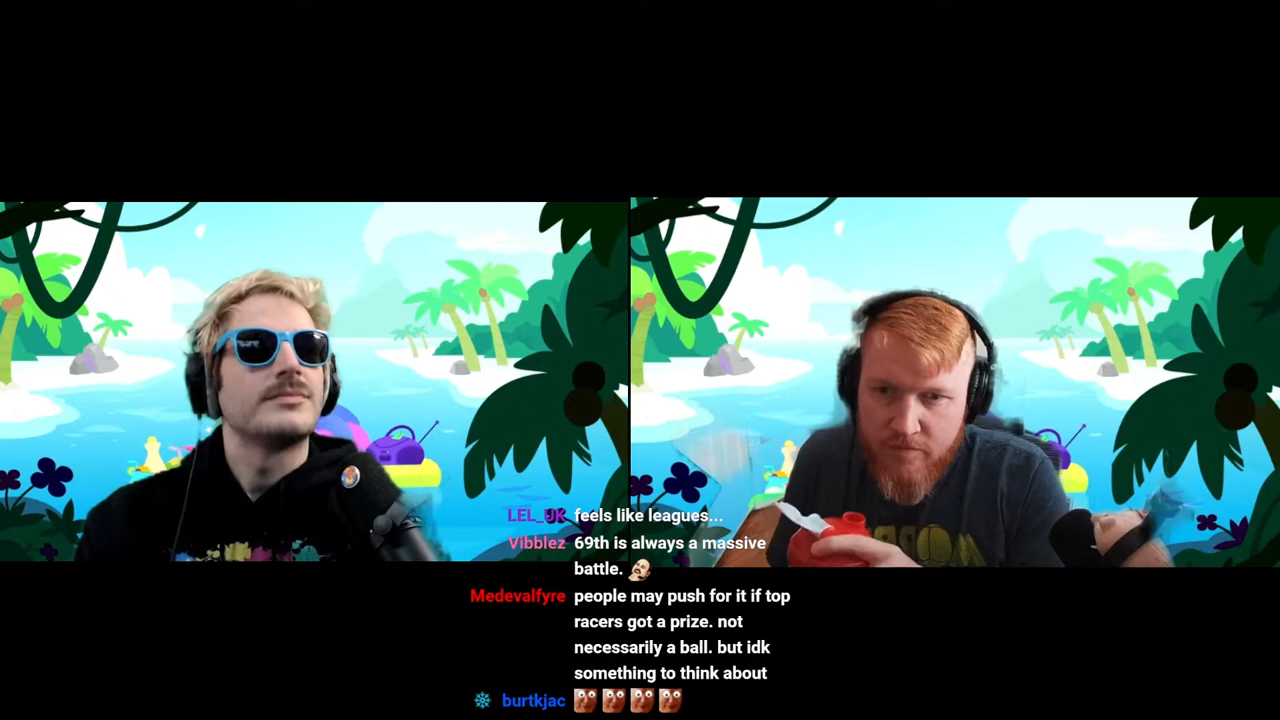 LEL_UK feels like leagues...
Vibblez 69th is always a massive
battle.
Medevalfyre people may push for it if top
racers got a prize. not
necessarily a ball. but idk
something to think about
burtkjac